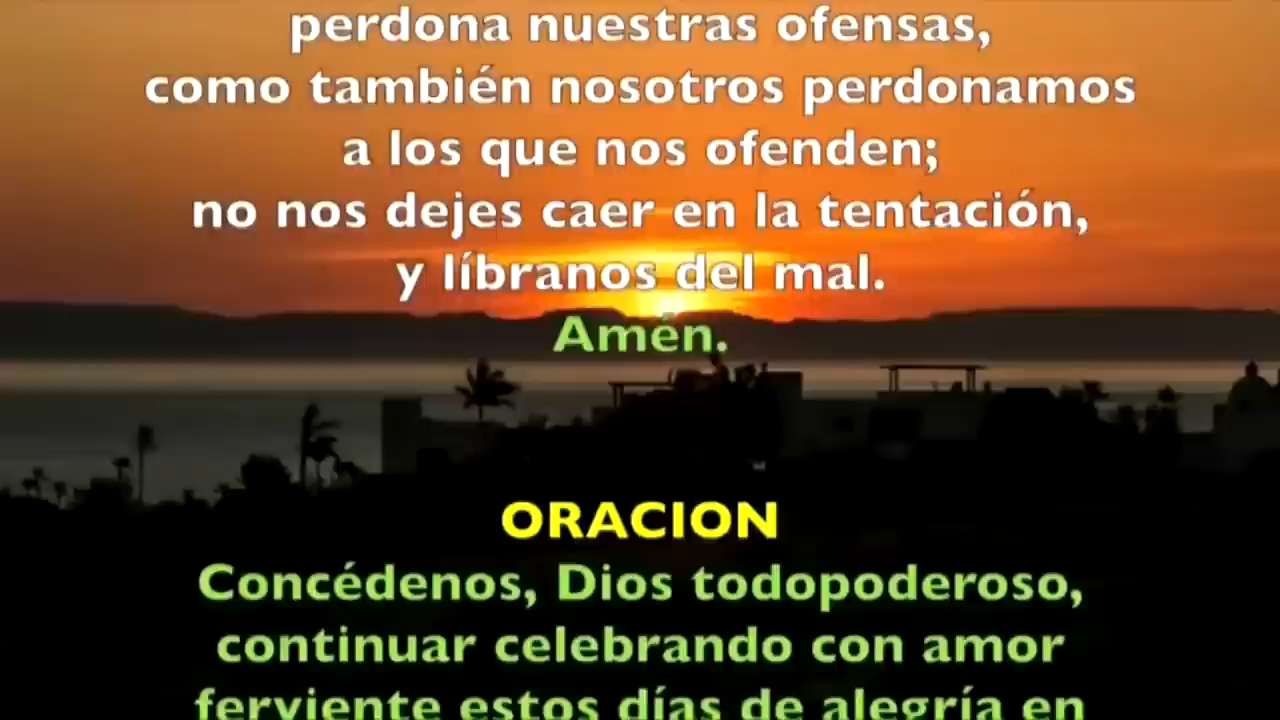 perdona nuestras ofensas,
como también nosotros perdonamos
a los que nos ofenden;
no nos dejes caer en la tentación,
y líbranos del mal.
Amén.
ORACION
Concédenos, Dios todopoderoso,
continuar celebrando con amor
ferviente estos días de alegría en